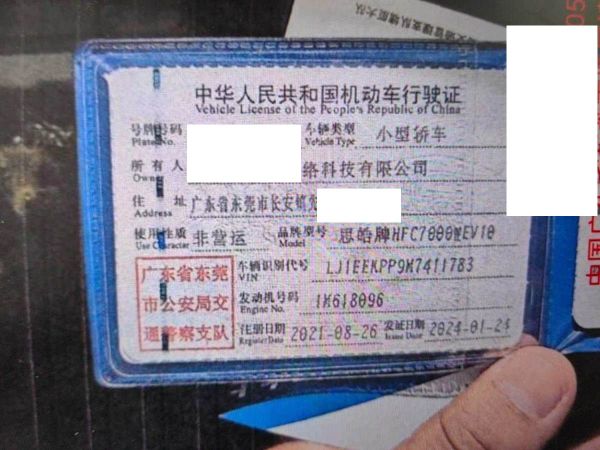 中华人民共和国机动车行驶证
Vehicle License of the People's Republic of China
号牌号码 Plate No. 车辆类型 Vehicle Type 小型轿车
所有人 Owner 络科技有限公司
住址 Address 广东省东莞市长安镇
使用性质 Use Character 非营运 品牌型号 Model 思皓牌HFC7000WEV10
车辆识别代号 VIN LJ1EEKPP9M7411783
发动机号码 Engine No. 1M618096
注册日期 Register Date 2021-08-26 发证日期 Issue Date 2024-01-24
广东省东莞
市公安局交
通警察支队
中国
05